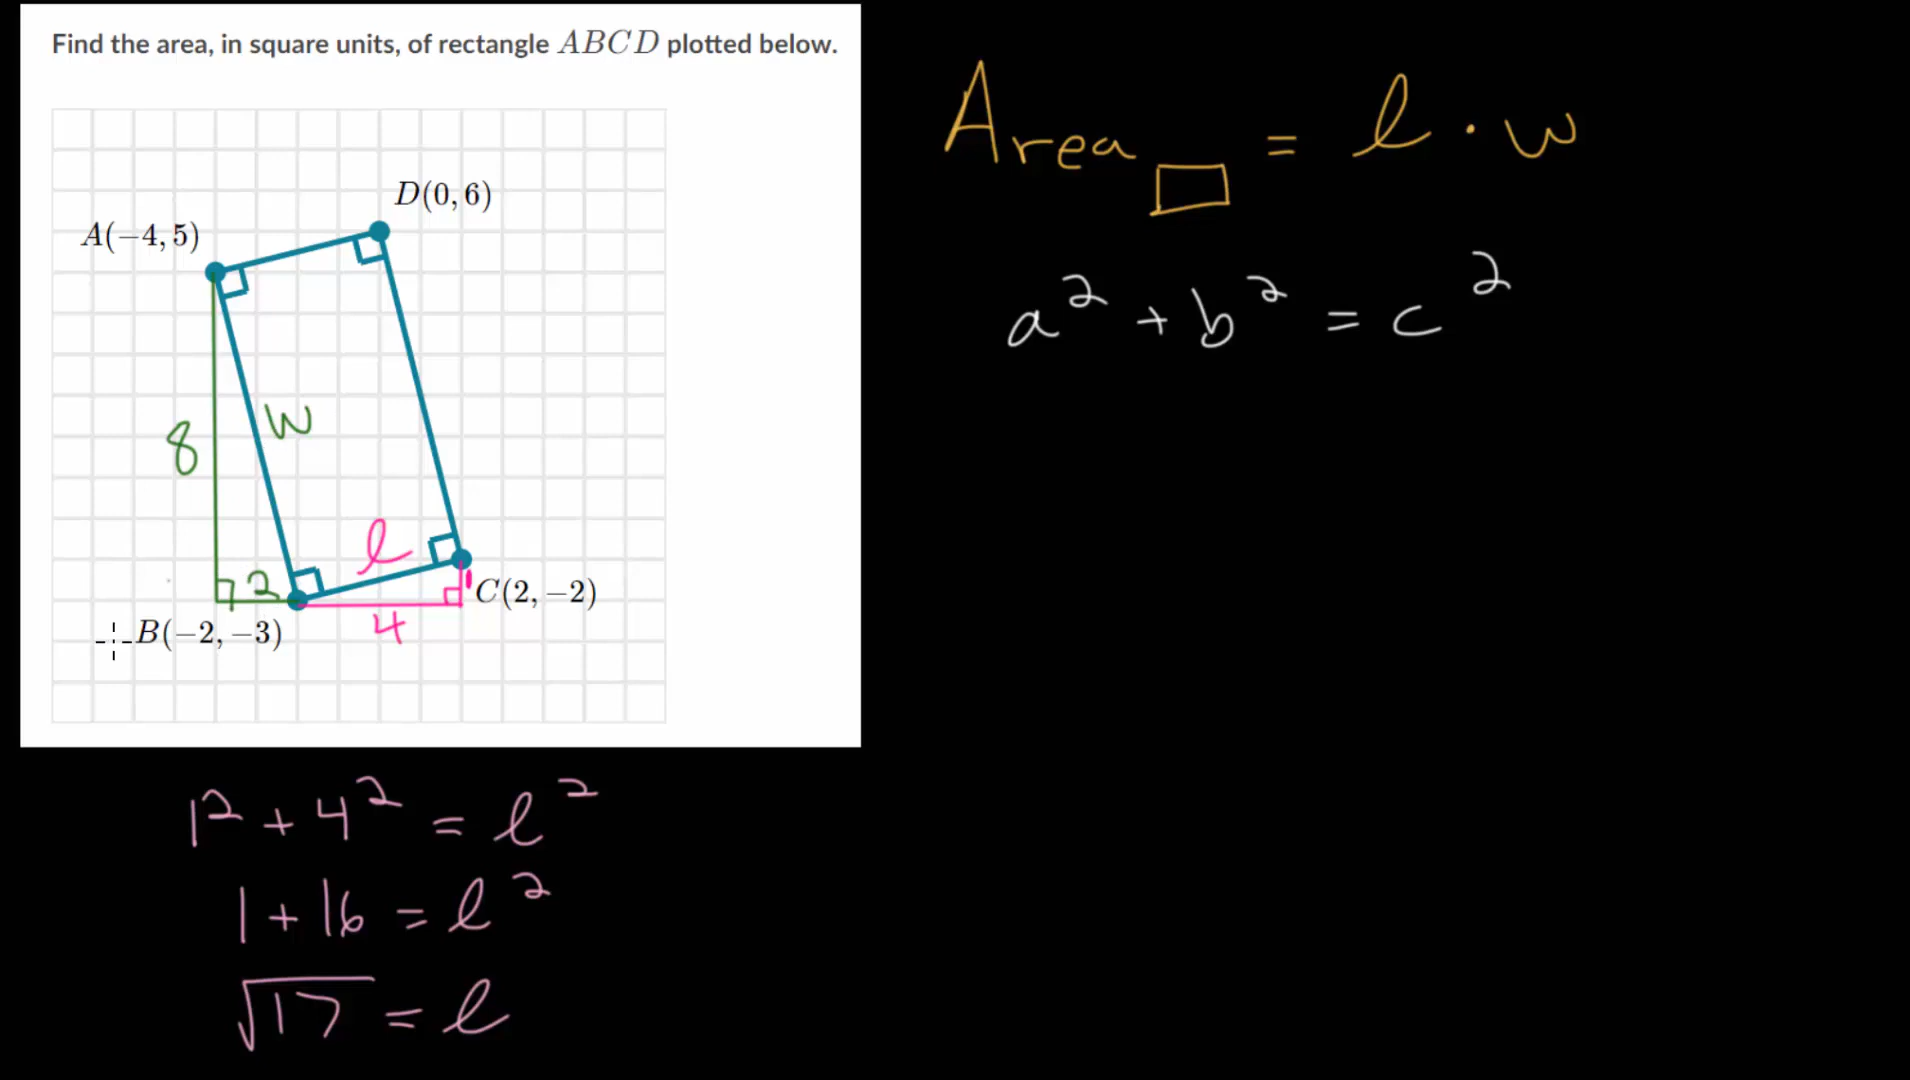 Find the area, in square units, of rectangle ABCD plotted below.
Area▭ = l · w
D(0, 6)
A(−4, 5)
a² + b² = c²
w
8
l
2
1
C(2, −2)
4
B(−2, −3)
1² + 4² = l²
1 + 16 = l²
√17 = l